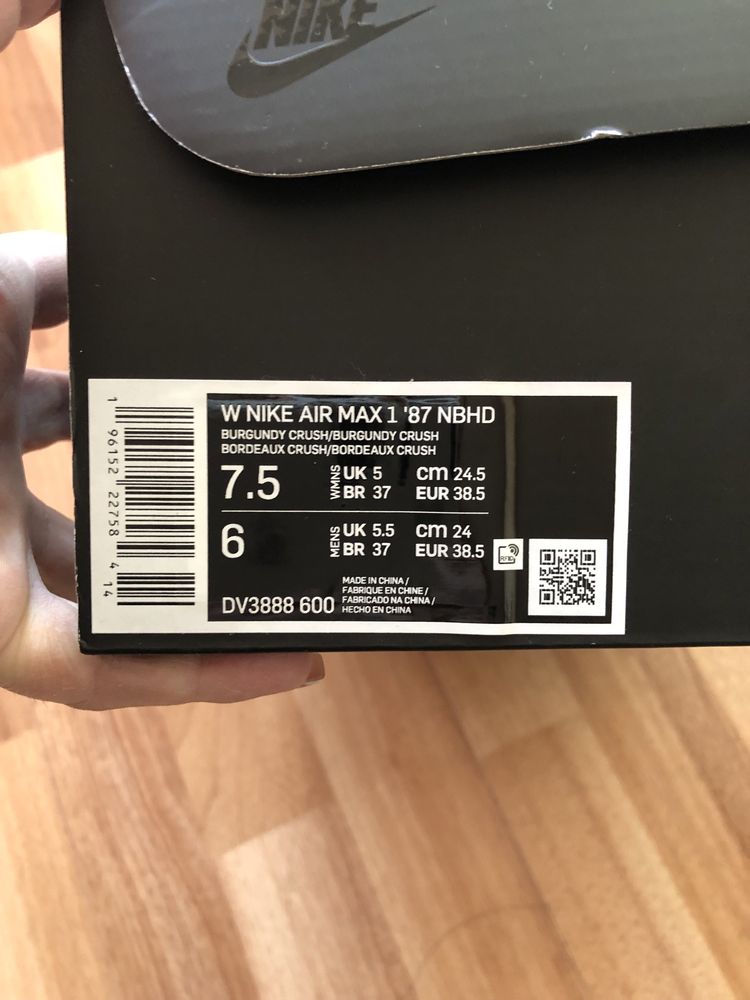 NIKE
W NIKE AIR MAX 1 '87 NBHD
BURGUNDY CRUSH/BURGUNDY CRUSH
BORDEAUX CRUSH/BORDEAUX CRUSH
7.5 WMNS UK 5 cm 24.5
BR 37 EUR 38.5
6 MENS UK 5.5 cm 24
BR 37 EUR 38.5
DV3888 600
MADE IN CHINA /
FABRIQUE EN CHINE /
FABRICADO NA CHINA /
HECHO EN CHINA
1 96152 22758 4 14